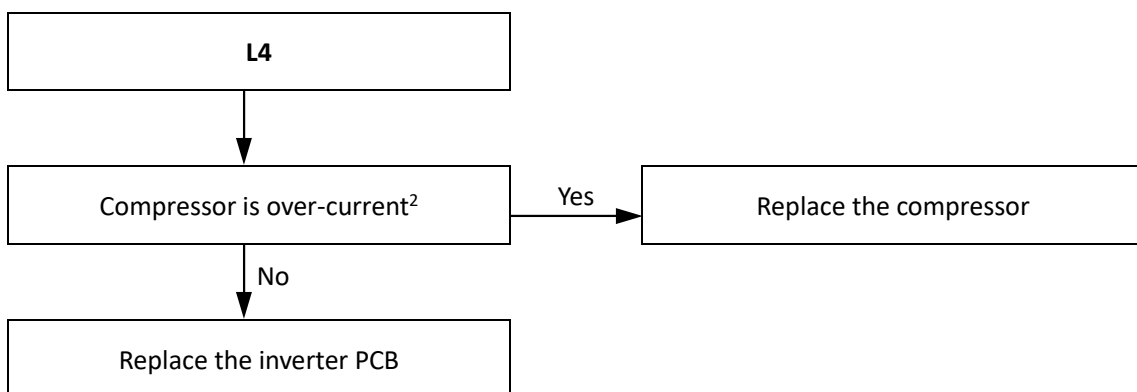 L4
Compressor is over-current²
Yes
Replace the compressor
No
Replace the inverter PCB